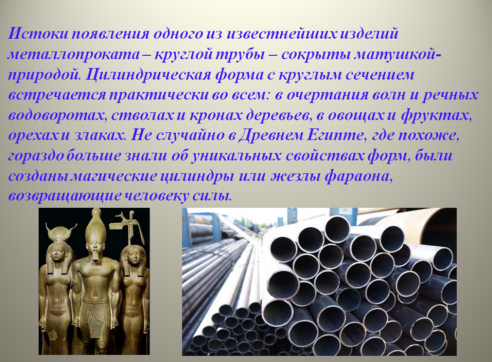 Истоки появления одного из известнейших изделий
металлопроката – круглой трубы – сокрыты матушкой-
природой. Цилиндрическая форма с круглым сечением
встречается практически во всем: в очертания волн и речных
водоворотах, стволах и кронах деревьев, в овощах и фруктах,
орехах и злаках. Не случайно в Древнем Египте, где похоже,
гораздо больше знали об уникальных свойствах форм, были
созданы магические цилиндры или жезлы фараона,
возвращающие человеку силы.